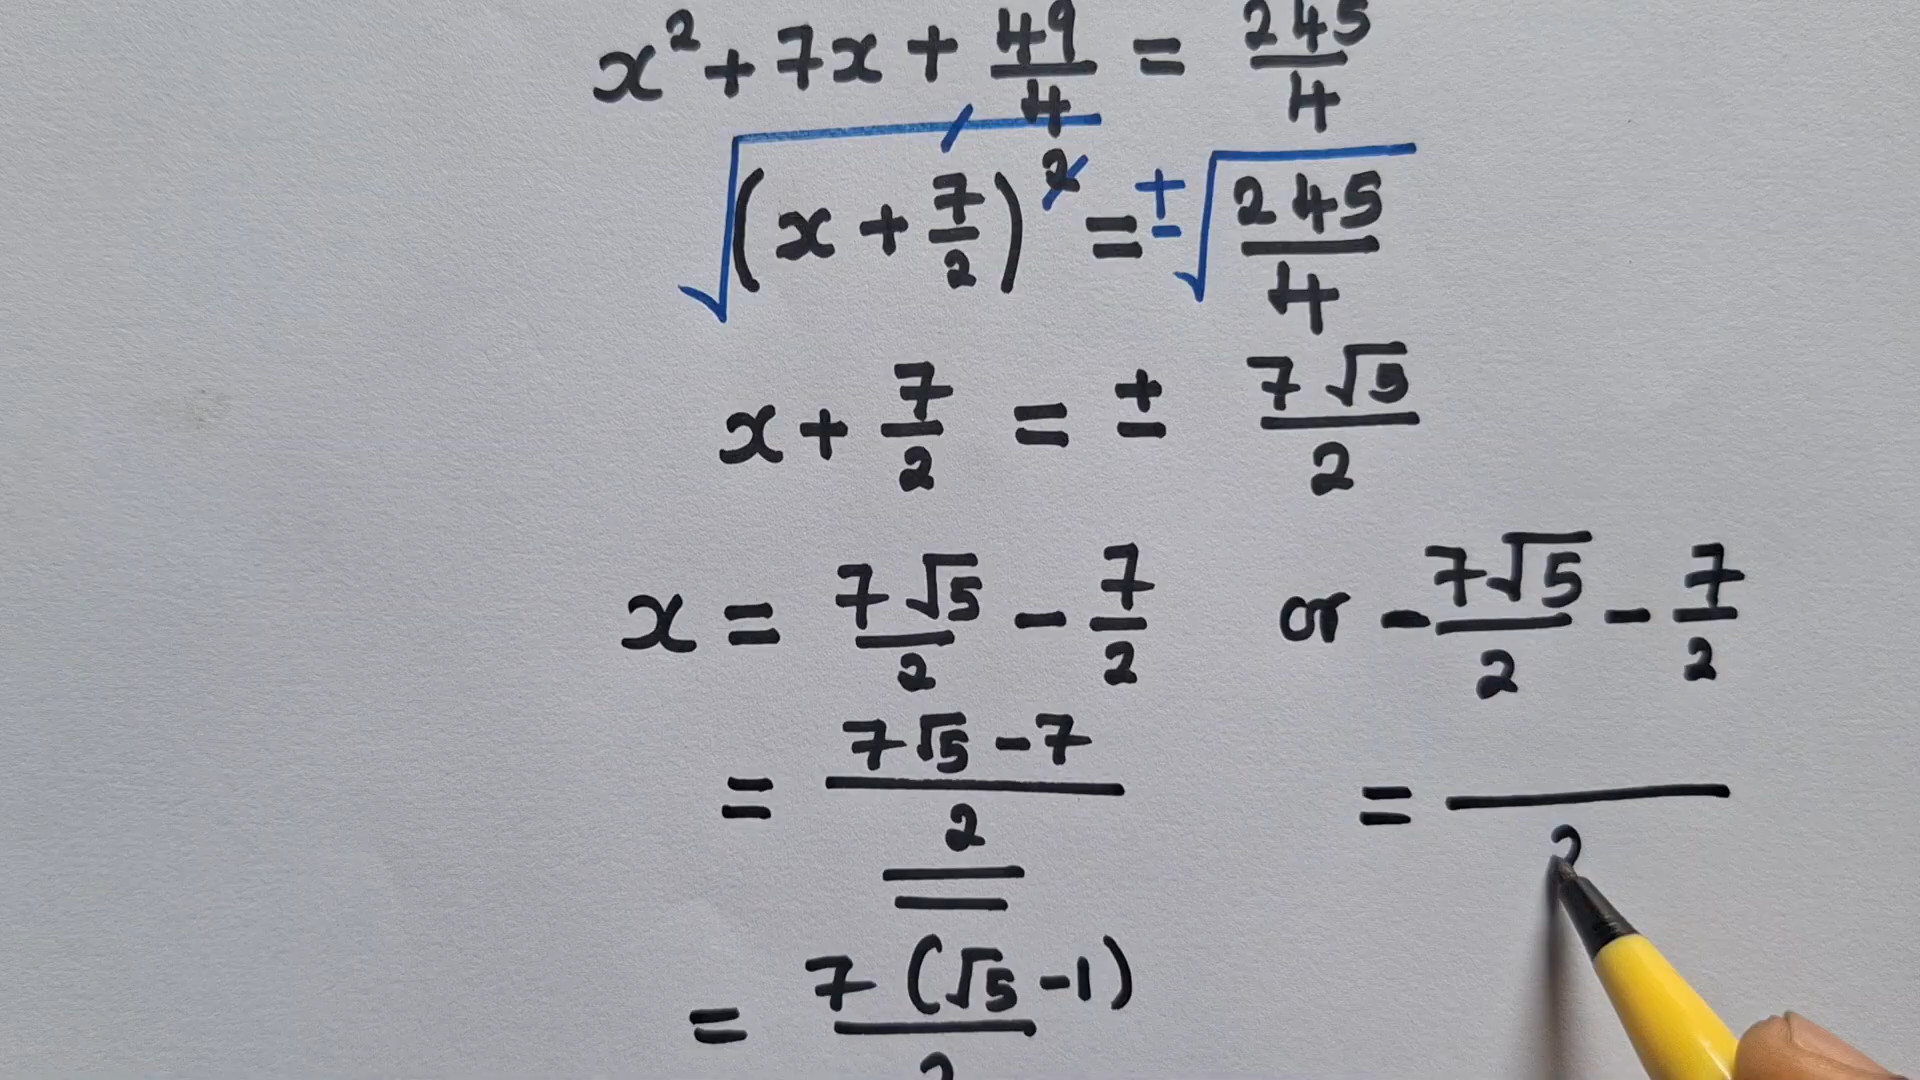 x² + 7x + 49/4 = 245/4
√(x + 7/2)² = ±√245/4
x + 7/2 = ± 7√5/2
x = 7√5/2 - 7/2 or - 7√5/2 - 7/2
= 7√5 - 7/2 = /2
= 7(√5 - 1)/2